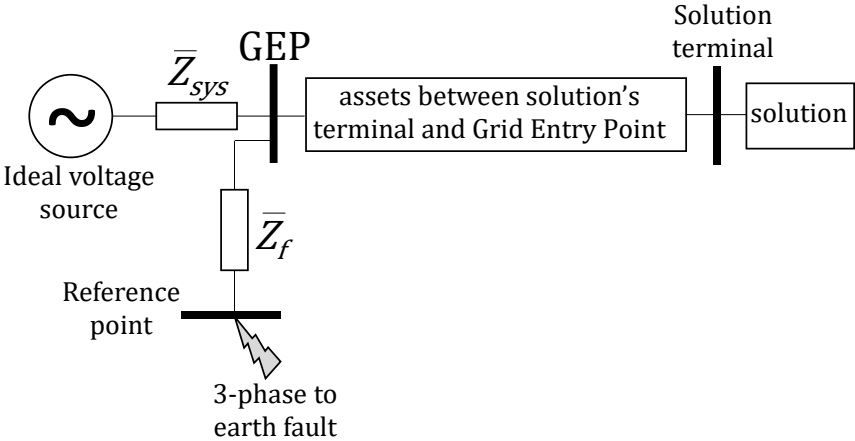 GEP
Z̅sys
Solution
terminal
assets between solution's
terminal and Grid Entry Point
solution
~
Ideal voltage
source
Z̅f
Reference
point
3-phase to
earth fault